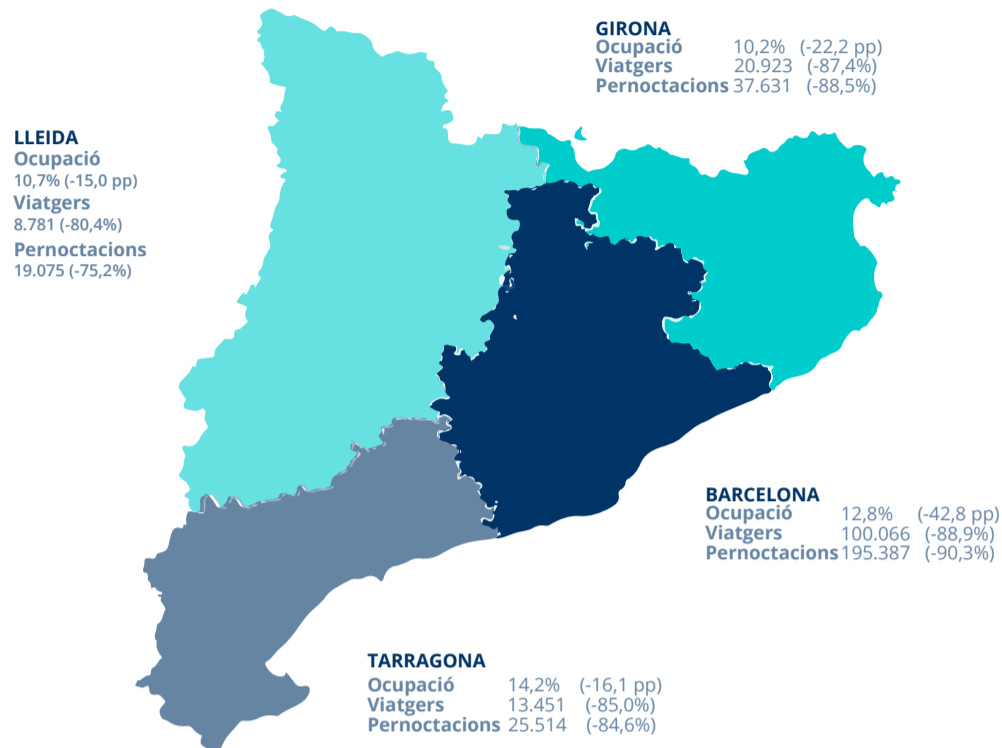 GIRONA
Ocupació 10,2% (-22,2 pp)
Viatgers 20.923 (-87,4%)
Pernoctacions 37.631 (-88,5%)
LLEIDA
Ocupació
10,7% (-15,0 pp)
Viatgers
8.781 (-80,4%)
Pernoctacions
19.075 (-75,2%)
BARCELONA
Ocupació 12,8% (-42,8 pp)
Viatgers 100.066 (-88,9%)
Pernoctacions 195.387 (-90,3%)
TARRAGONA
Ocupació 14,2% (-16,1 pp)
Viatgers 13.451 (-85,0%)
Pernoctacions 25.514 (-84,6%)